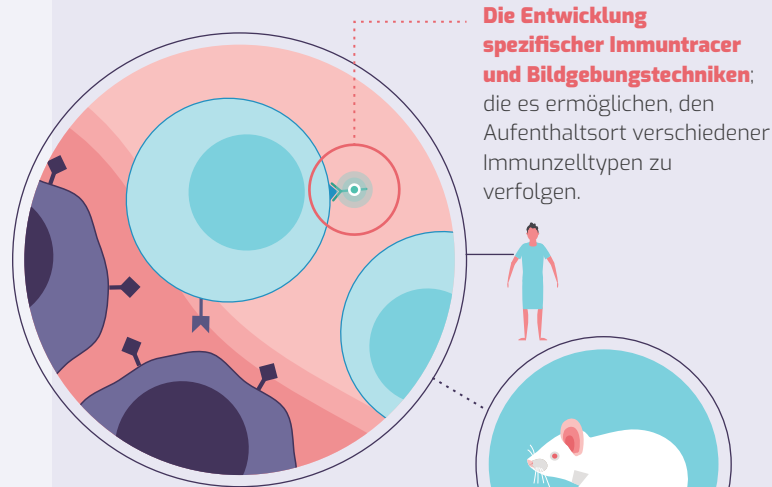 Die Entwicklung
spezifischer Immuntracer
und Bildgebungstechniken;
die es ermöglichen, den
Aufenthaltsort verschiedener
Immunzelltypen zu
verfolgen.